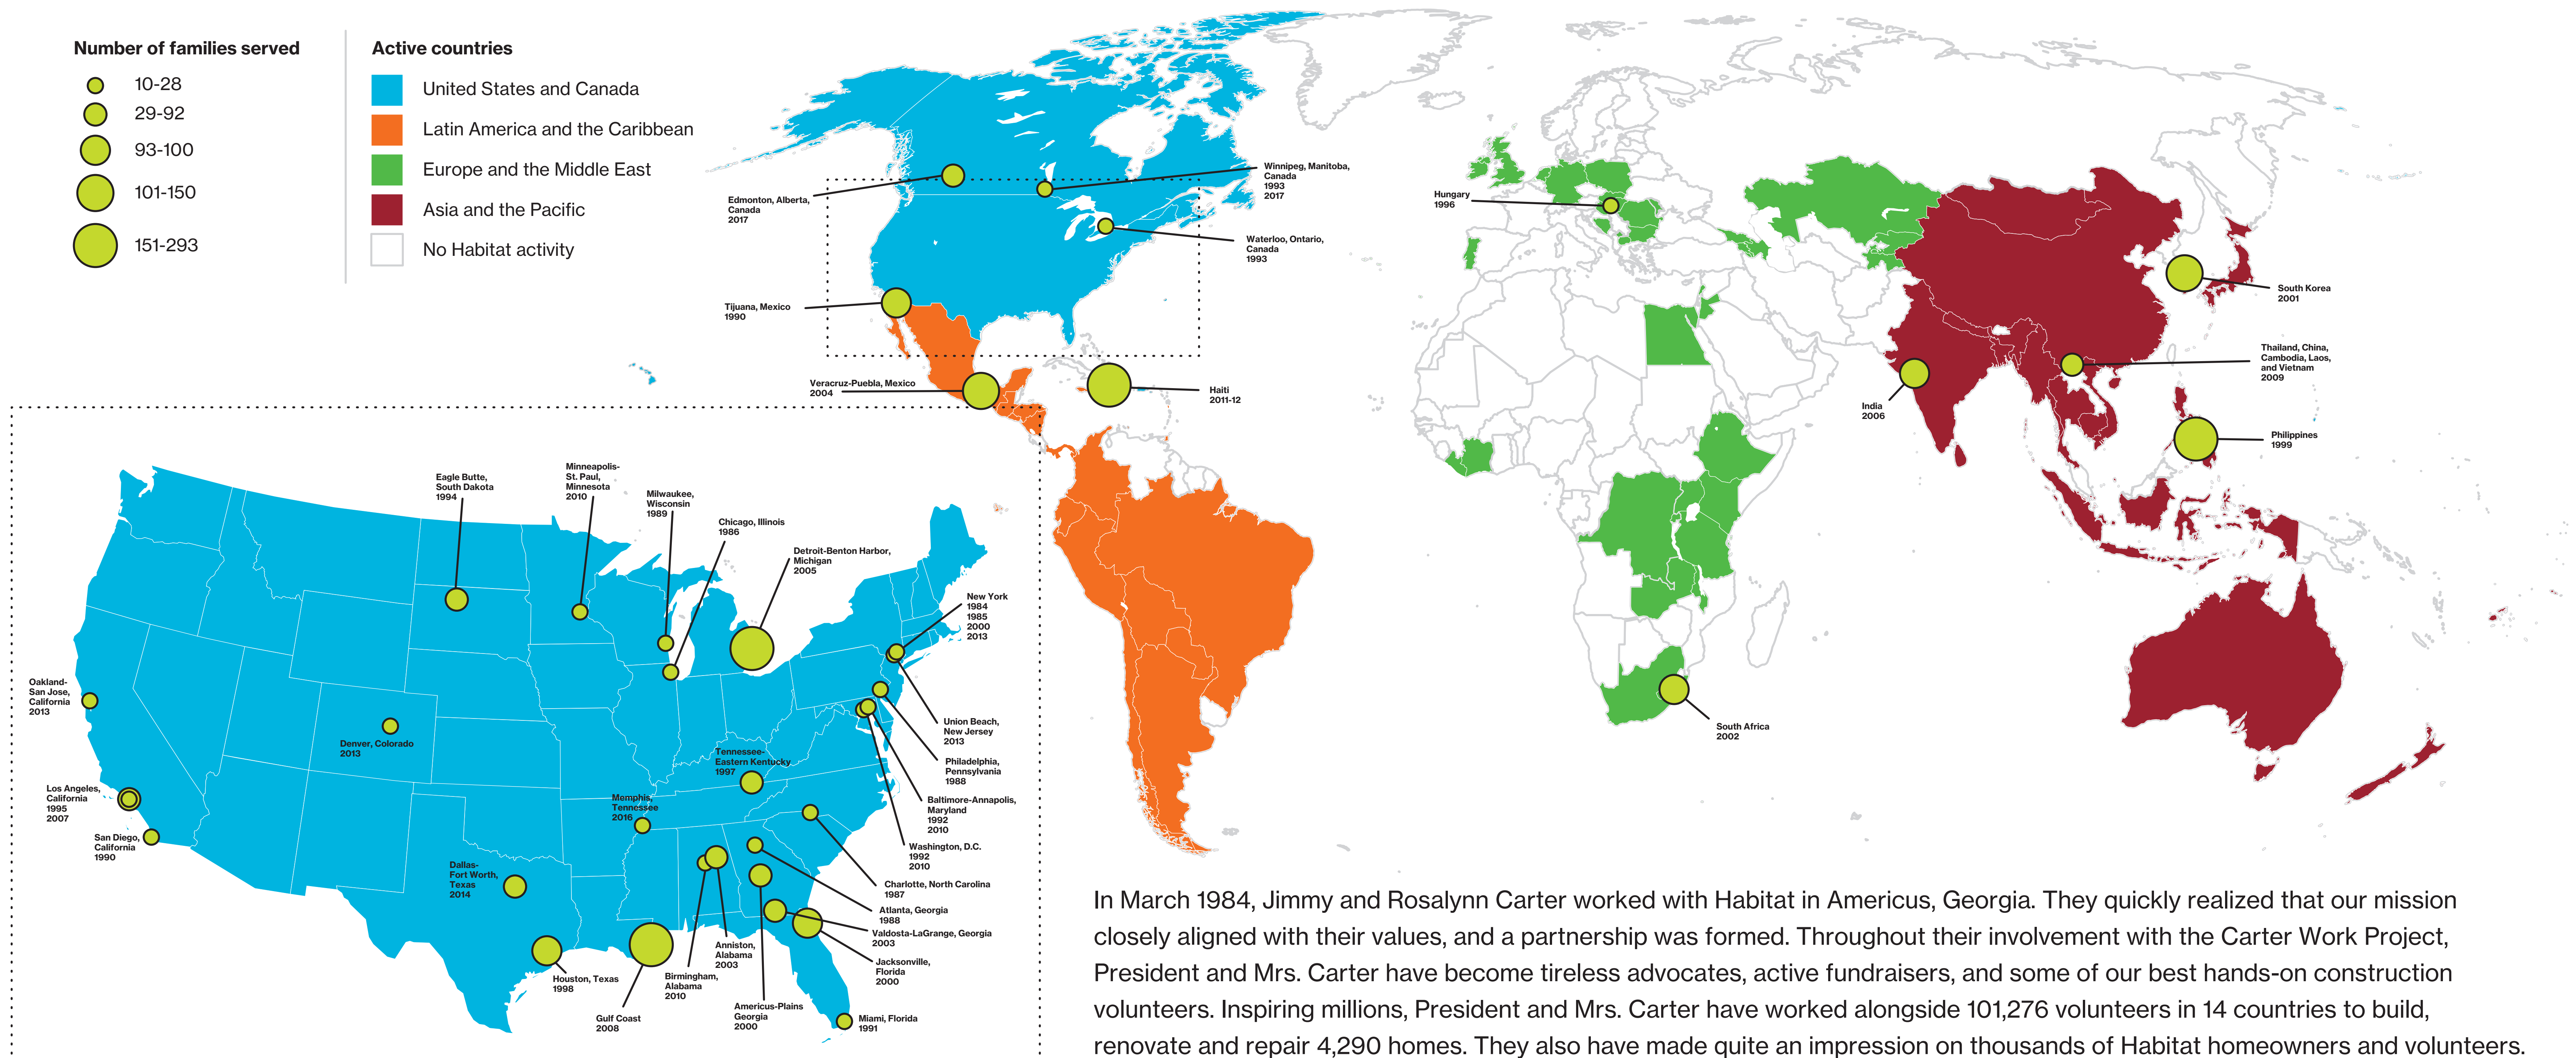 Number of families served
10-28
29-92
93-100
101-150
151-293
Active countries
United States and Canada
Latin America and the Caribbean
Europe and the Middle East
Asia and the Pacific
No Habitat activity
Edmonton, Alberta,
Canada
2017
Winnipeg, Manitoba,
Canada
1993
2017
Waterloo, Ontario,
Canada
1993
Tijuana, Mexico
1990
Veracruz-Puebla, Mexico
2004
Haiti
2011-12
Hungary
1996
South Korea
2001
Thailand, China,
Cambodia, Laos,
and Vietnam
2009
India
2006
Philippines
1999
South Africa
2002
Eagle Butte,
South Dakota
1994
Minneapolis-
St. Paul,
Minnesota
2010
Milwaukee,
Wisconsin
1989
Chicago, Illinois
1986
Detroit-Benton Harbor,
Michigan
2005
New York
1984
1985
2000
2013
Oakland-
San Jose,
California
2013
Denver, Colorado
2013
Union Beach,
New Jersey
2013
Philadelphia,
Pennsylvania
1988
Tennessee-
Eastern Kentucky
1997
Los Angeles,
California
1995
2007
Memphis,
Tennessee
2016
Baltimore-Annapolis,
Maryland
1992
2010
San Diego,
California
1990
Washington, D.C.
1992
2010
Dallas-
Fort Worth,
Texas
2014
Charlotte, North Carolina
1987
Atlanta, Georgia
1988
Valdosta-LaGrange, Georgia
2003
Anniston,
Alabama
2003
Jacksonville,
Florida
2000
Houston, Texas
1998
Birmingham,
Alabama
2010
Americus-Plains
Georgia
2000
Gulf Coast
2008
Miami, Florida
1991
In March 1984, Jimmy and Rosalynn Carter worked with Habitat in Americus, Georgia. They quickly realized that our mission
closely aligned with their values, and a partnership was formed. Throughout their involvement with the Carter Work Project,
President and Mrs. Carter have become tireless advocates, active fundraisers, and some of our best hands-on construction
volunteers. Inspiring millions, President and Mrs. Carter have worked alongside 101,276 volunteers in 14 countries to build,
renovate and repair 4,290 homes. They also have made quite an impression on thousands of Habitat homeowners and volunteers.